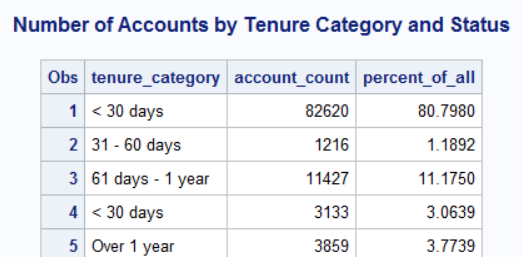 Number of Accounts by Tenure Category and Status
Obs tenure_category account_count percent_of_all
1 < 30 days 82620 80.7980
2 31 - 60 days 1216 1.1892
3 61 days - 1 year 11427 11.1750
4 < 30 days 3133 3.0639
5 Over 1 year 3859 3.7739